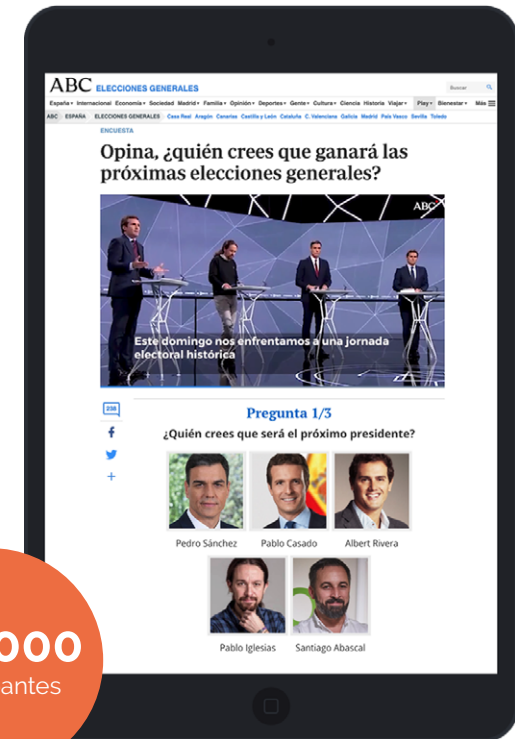 ABC ELECCIONES GENERALES
Buscar
España Internacional Economía Sociedad Madrid Familia Opinión Deportes Gente Cultura Ciencia Historia Viajar Play Bienestar Más
ABC ESPAÑA ELECCIONES GENERALES Casa Real Aragón Canarias Castilla y León Cataluña C. Valenciana Galicia Madrid País Vasco Sevilla Toledo
ENCUESTA
Opina, ¿quién crees que ganará las
próximas elecciones generales?
ABC
Este domingo nos enfrentamos a una jornada
electoral histórica
Pregunta 1/3
¿Quién crees que será el próximo presidente?
Pedro Sánchez Pablo Casado Albert Rivera
Pablo Iglesias Santiago Abascal
000
antes